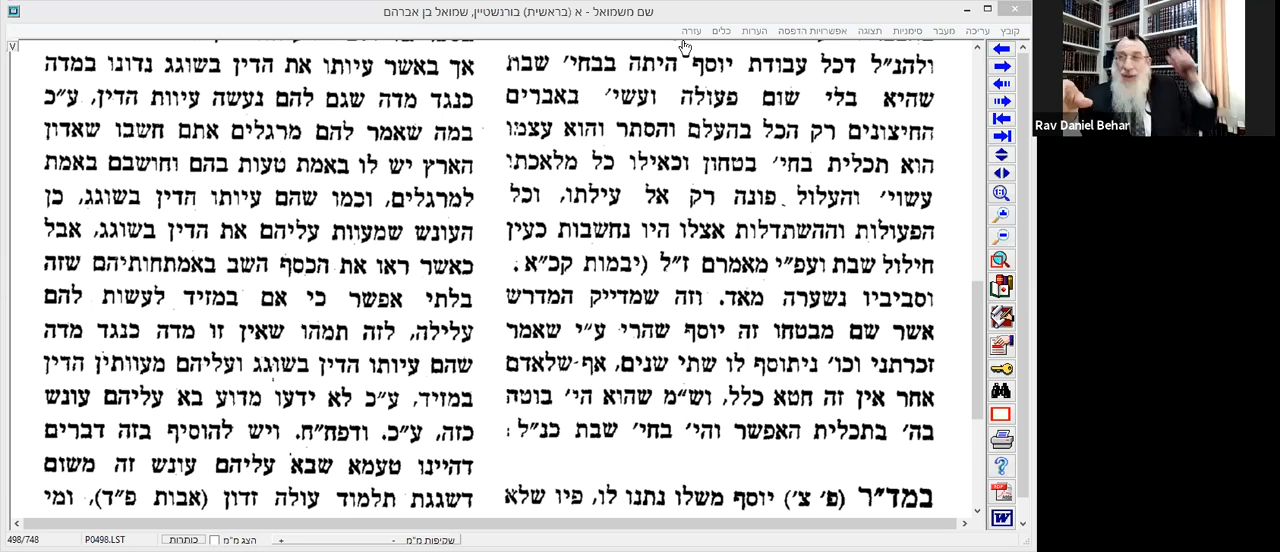 שם משמואל - א (בראשית) בורנשטיין, שמואל בן אברהם
קובץ עריכה סימניות מעבר תצוגה אפשרויות הדפסה הערות כלים עזרה
ולהנ״ל דכל עבודת יוסף היתה בבחי׳ שבת
שהיא בלי שום פעולה ועשי׳ באברים
החיצונים רק הכל בהעלם והסתר והוא עצמו
הוא תכלית בחי׳ בטחון וכאילו כל מלאכתו
עשוי׳ והעלול פונה רק אל עילתו, וכל
הפעולות וההשתדלות אצלו היו נחשבות כעין
חילול שבת ועפ״י מאמרם ז״ל (יבמות קכ״א.
וסביביו נשערה מאד. וזה שמדייק המדרש
אשר שם מבטחו זה יוסף שהרי ע״י שאמר
זכרתני וכו׳ ניתוסף לו שתי שנים, אף שלאדם
אחר אין זה חטא כלל, וש״מ שהוא הי׳ בוטה
בה׳ בתכלית האפשר והי׳ בחי׳ שבת כנ״ל:
במד״ר (פ׳ צ׳) יוסף משלו נתנו לו, פיו שלא
אך באשר עיותו את הדין בשוגג נדונו במדה
כנגד מדה שגם להם נעשה עיוות הדין, ע״כ
במה שאמר להם מרגלים אתם חשבו שאדון
הארץ יש לו באמת טעות בהם וחושבם באמת
למרגלים, וכמו שהם עיותו הדין בשוגג, כן
העונש שמעוות עליהם את הדין בשוגג, אבל
כאשר ראו את הכסף השב באמתחותיהם שזה
בלתי אפשר כי אם במזיד לעשות להם
עלילה, לזה תמהו שאין זו מדה כנגד מדה
שהם עיותו הדין בשוגג ועליהם מעוותין הדין
במזיד, ע״כ לא ידעו מדוע בא עליהם עונש
כזה, ע״כ. ודפח״ח. ויש להוסיף בזה דברים
דהיינו טעמא שבא עליהם עונש זה משום
דשגגת תלמוד עולה זדון (אבות פ״ד), ומי
Rav Daniel Behar
498/748
P0498.LST
כותרות
הצג מ״מ
- +
שקיפות מ״מ
V
1:1
PDF
W